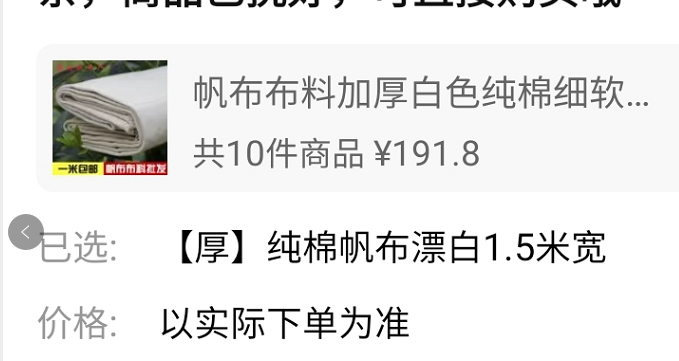 帆布布料加厚白色纯棉细软...
共10件商品 ¥191.8
一米包邮 帆布布料批发
已选: 【厚】纯棉帆布漂白1.5米宽
价格: 以实际下单为准